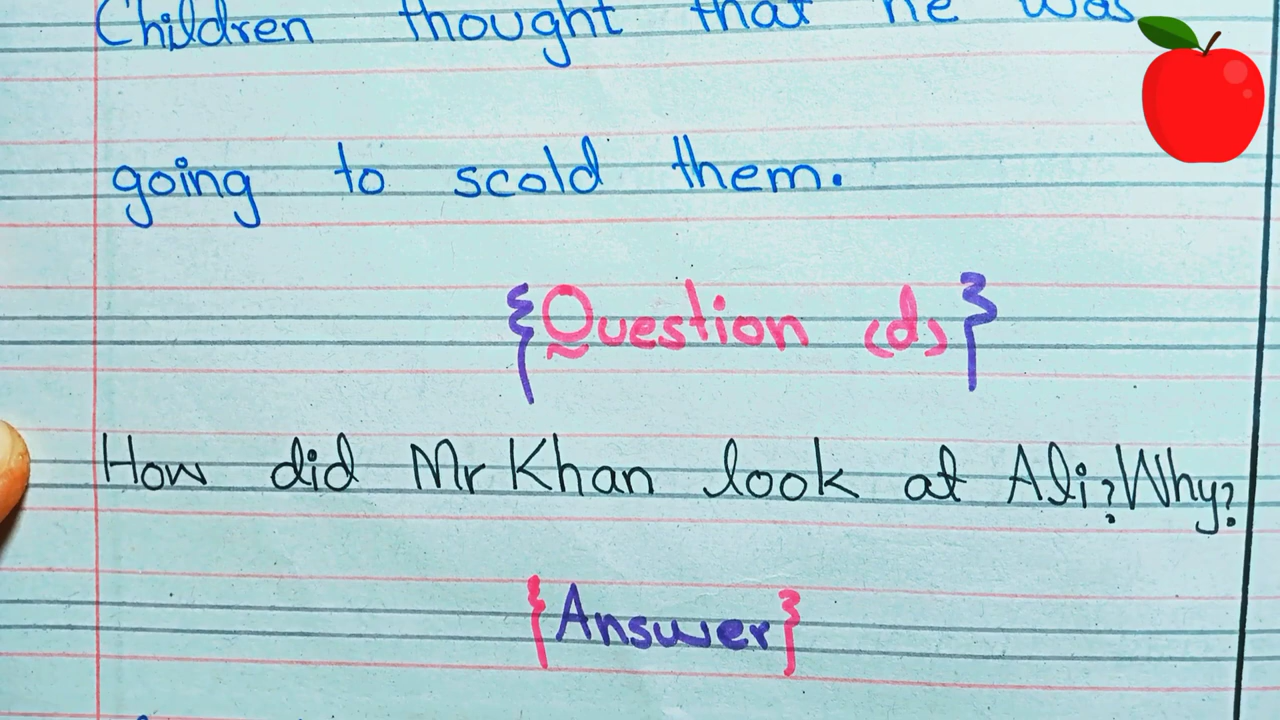 Children thought that he was
going to scold them.
{Question (d)}
How did Mr Khan look at Ali? Why?
{Answer}